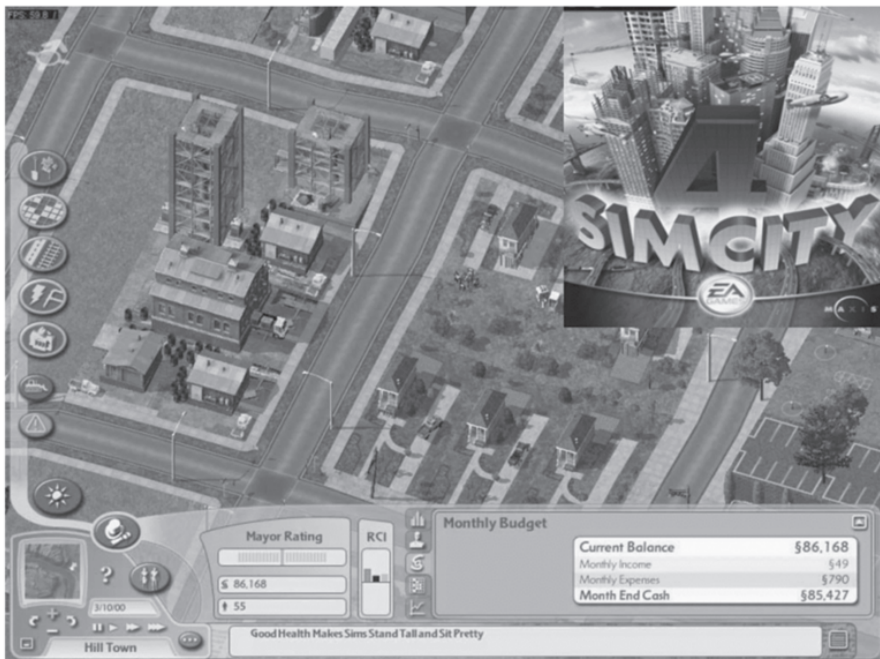 4
SIMCITY
EA
GAMES
MAXIS
Mayor Rating
RCI
§ 86,168
55
Monthly Budget
Current Balance §86,168
Monthly Income §49
Monthly Expenses §790
Month End Cash §85,427
?
3/10/00
Hill Town
Good Health Makes Sims Stand Tall and Sit Pretty